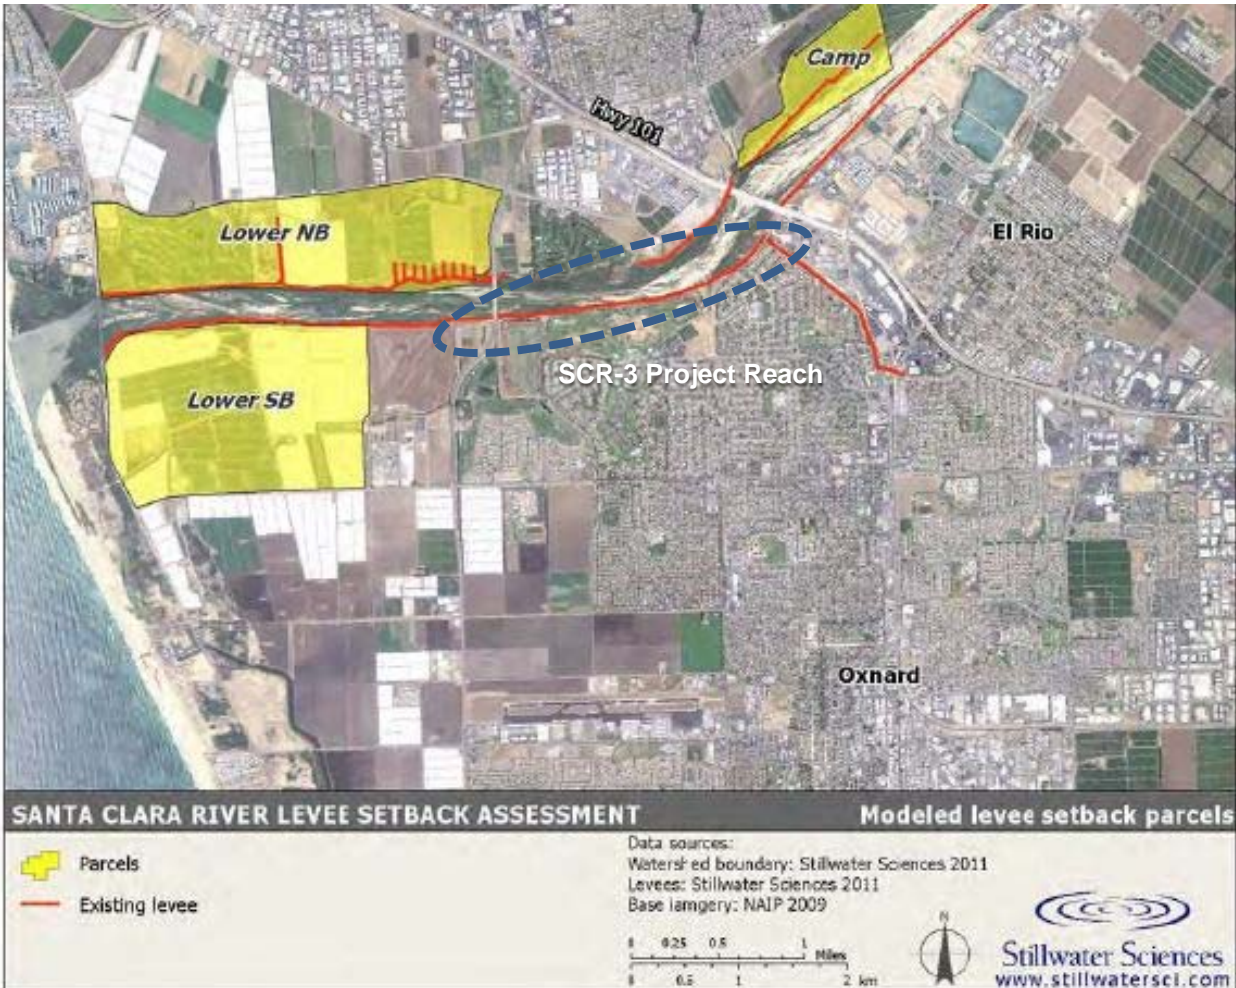 Camp
Hwy 101
Lower NB
El Rio
SCR-3 Project Reach
Lower SB
Oxnard
SANTA CLARA RIVER LEVEE SETBACK ASSESSMENT
Modeled levee setback parcels
Parcels
Existing levee
Data sources:
Watershed boundary: Stillwater Sciences 2011
Levees: Stillwater Sciences 2011
Base iamgery: NAIP 2009
0 0.25 0.5 1
Miles
0 0.5 1 2 km
N
Stillwater Sciences
www.stillwatersci.com